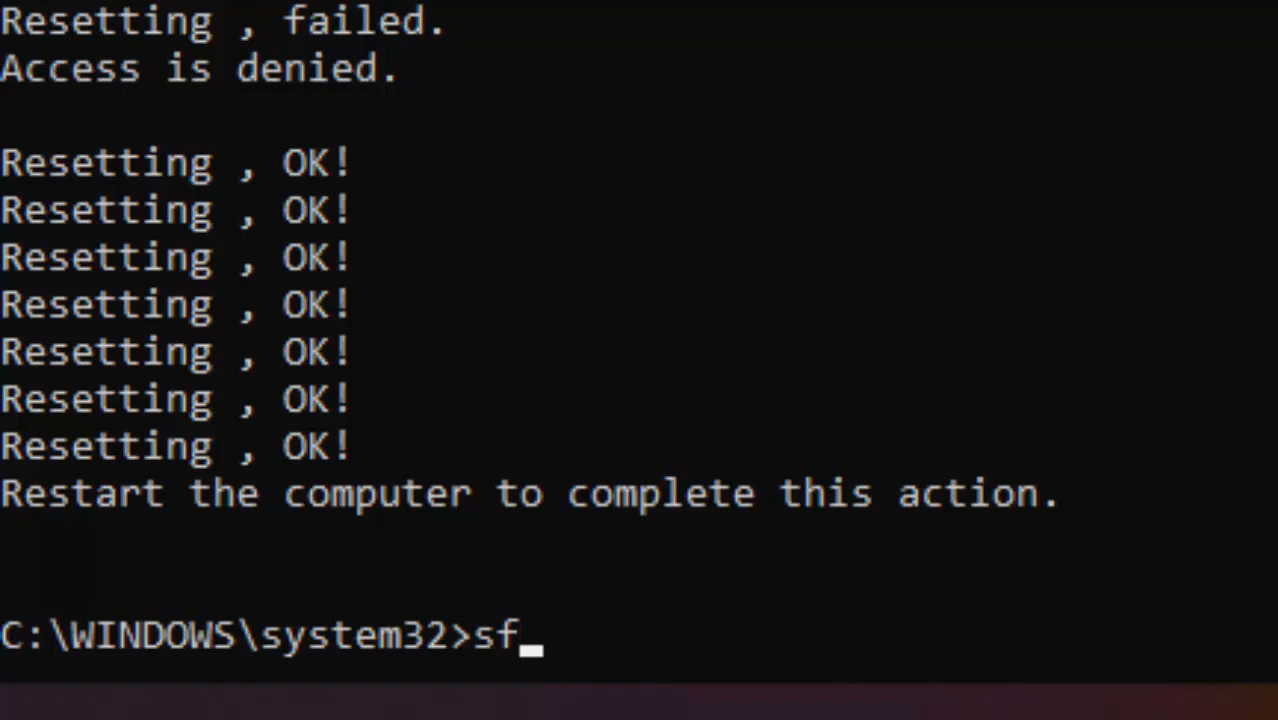 Resetting , failed.
Access is denied.
Resetting , OK!
Resetting , OK!
Resetting , OK!
Resetting , OK!
Resetting , OK!
Resetting , OK!
Resetting , OK!
Restart the computer to complete this action.
C:\WINDOWS\system32>sf_